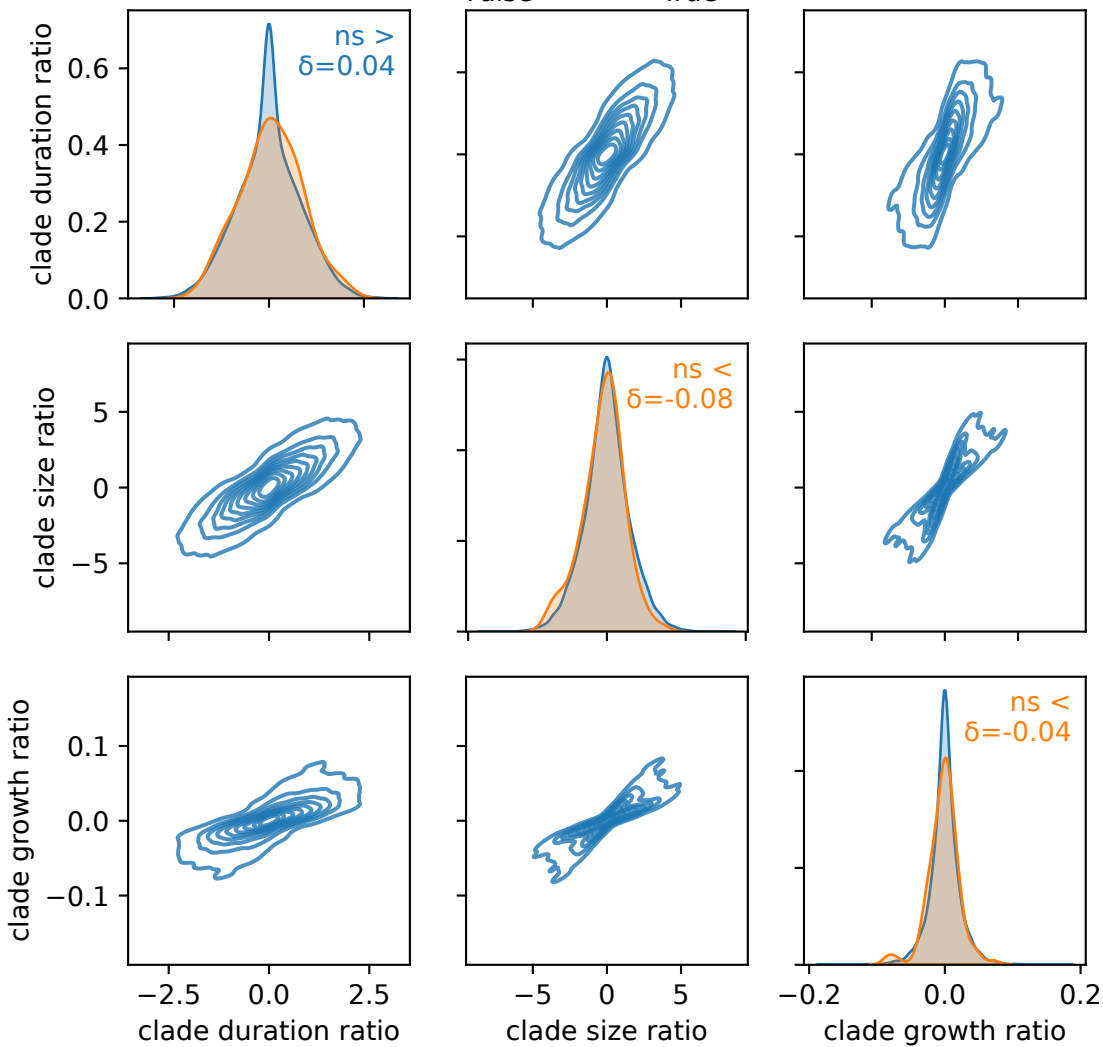 clade duration ratio
0.6
0.4
0.2
0.0
ns >
δ=0.04
clade size ratio
5
0
−5
ns <
δ=-0.08
clade growth ratio
0.1
0.0
−0.1
ns <
δ=-0.04
−2.5 0.0 2.5
−5 0 5
−0.2 0.0 0.2
clade duration ratio
clade size ratio
clade growth ratio